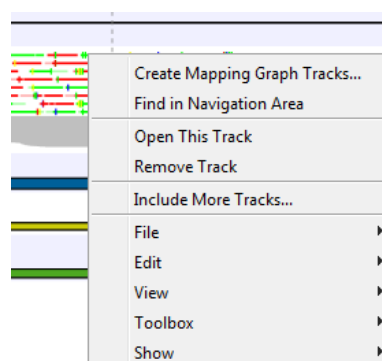 Create Mapping Graph Tracks...
Find in Navigation Area
Open This Track
Remove Track
Include More Tracks...
File
Edit
View
Toolbox
Show